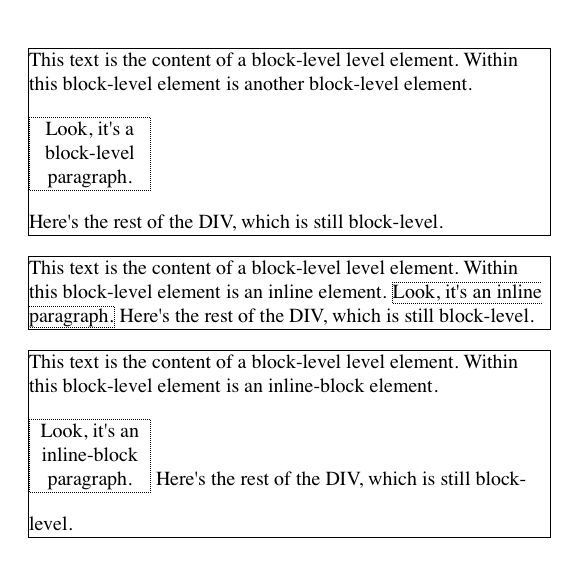 This text is the content of a block-level level element. Within
this block-level element is another block-level element.
Look, it's a
block-level
paragraph.
Here's the rest of the DIV, which is still block-level.
This text is the content of a block-level level element. Within
this block-level element is an inline element. Look, it's an inline
paragraph. Here's the rest of the DIV, which is still block-level.
This text is the content of a block-level level element. Within
this block-level element is an inline-block element.
Look, it's an
inline-block
paragraph. Here's the rest of the DIV, which is still block-
level.